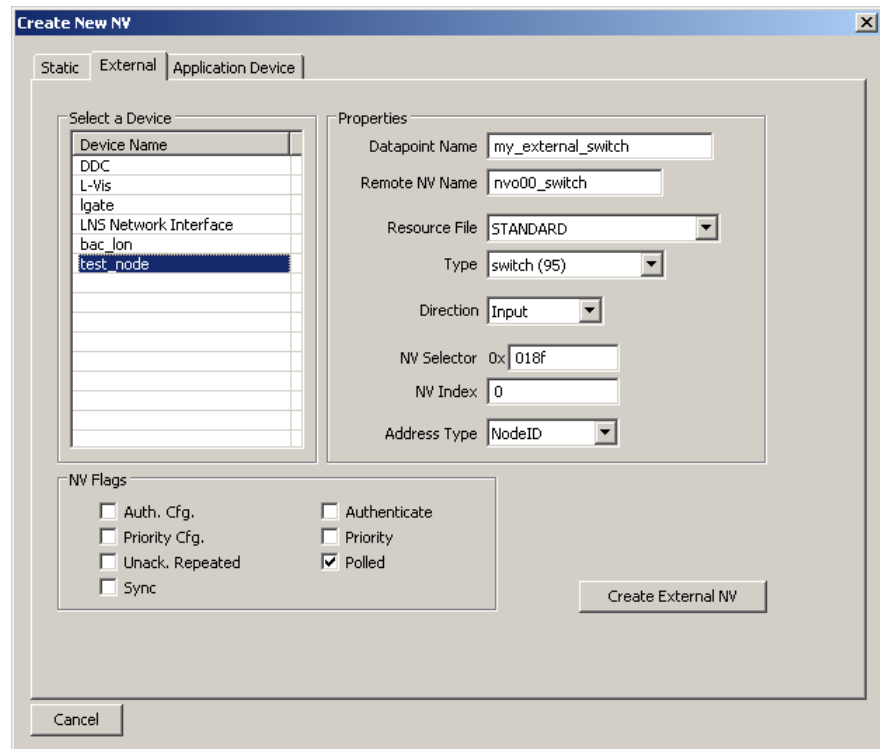 Create New NV
Static External Application Device
Select a Device
Device Name
DDC
L-Vis
lgate
LNS Network Interface
bac_lon
test_node
Properties
Datapoint Name my_external_switch
Remote NV Name nvo00_switch
Resource File STANDARD
Type switch (95)
Direction Input
NV Selector 0x 018f
NV Index 0
Address Type NodeID
NV Flags
Auth. Cfg. Authenticate
Priority Cfg. Priority
Unack. Repeated Polled
Sync
Create External NV
Cancel